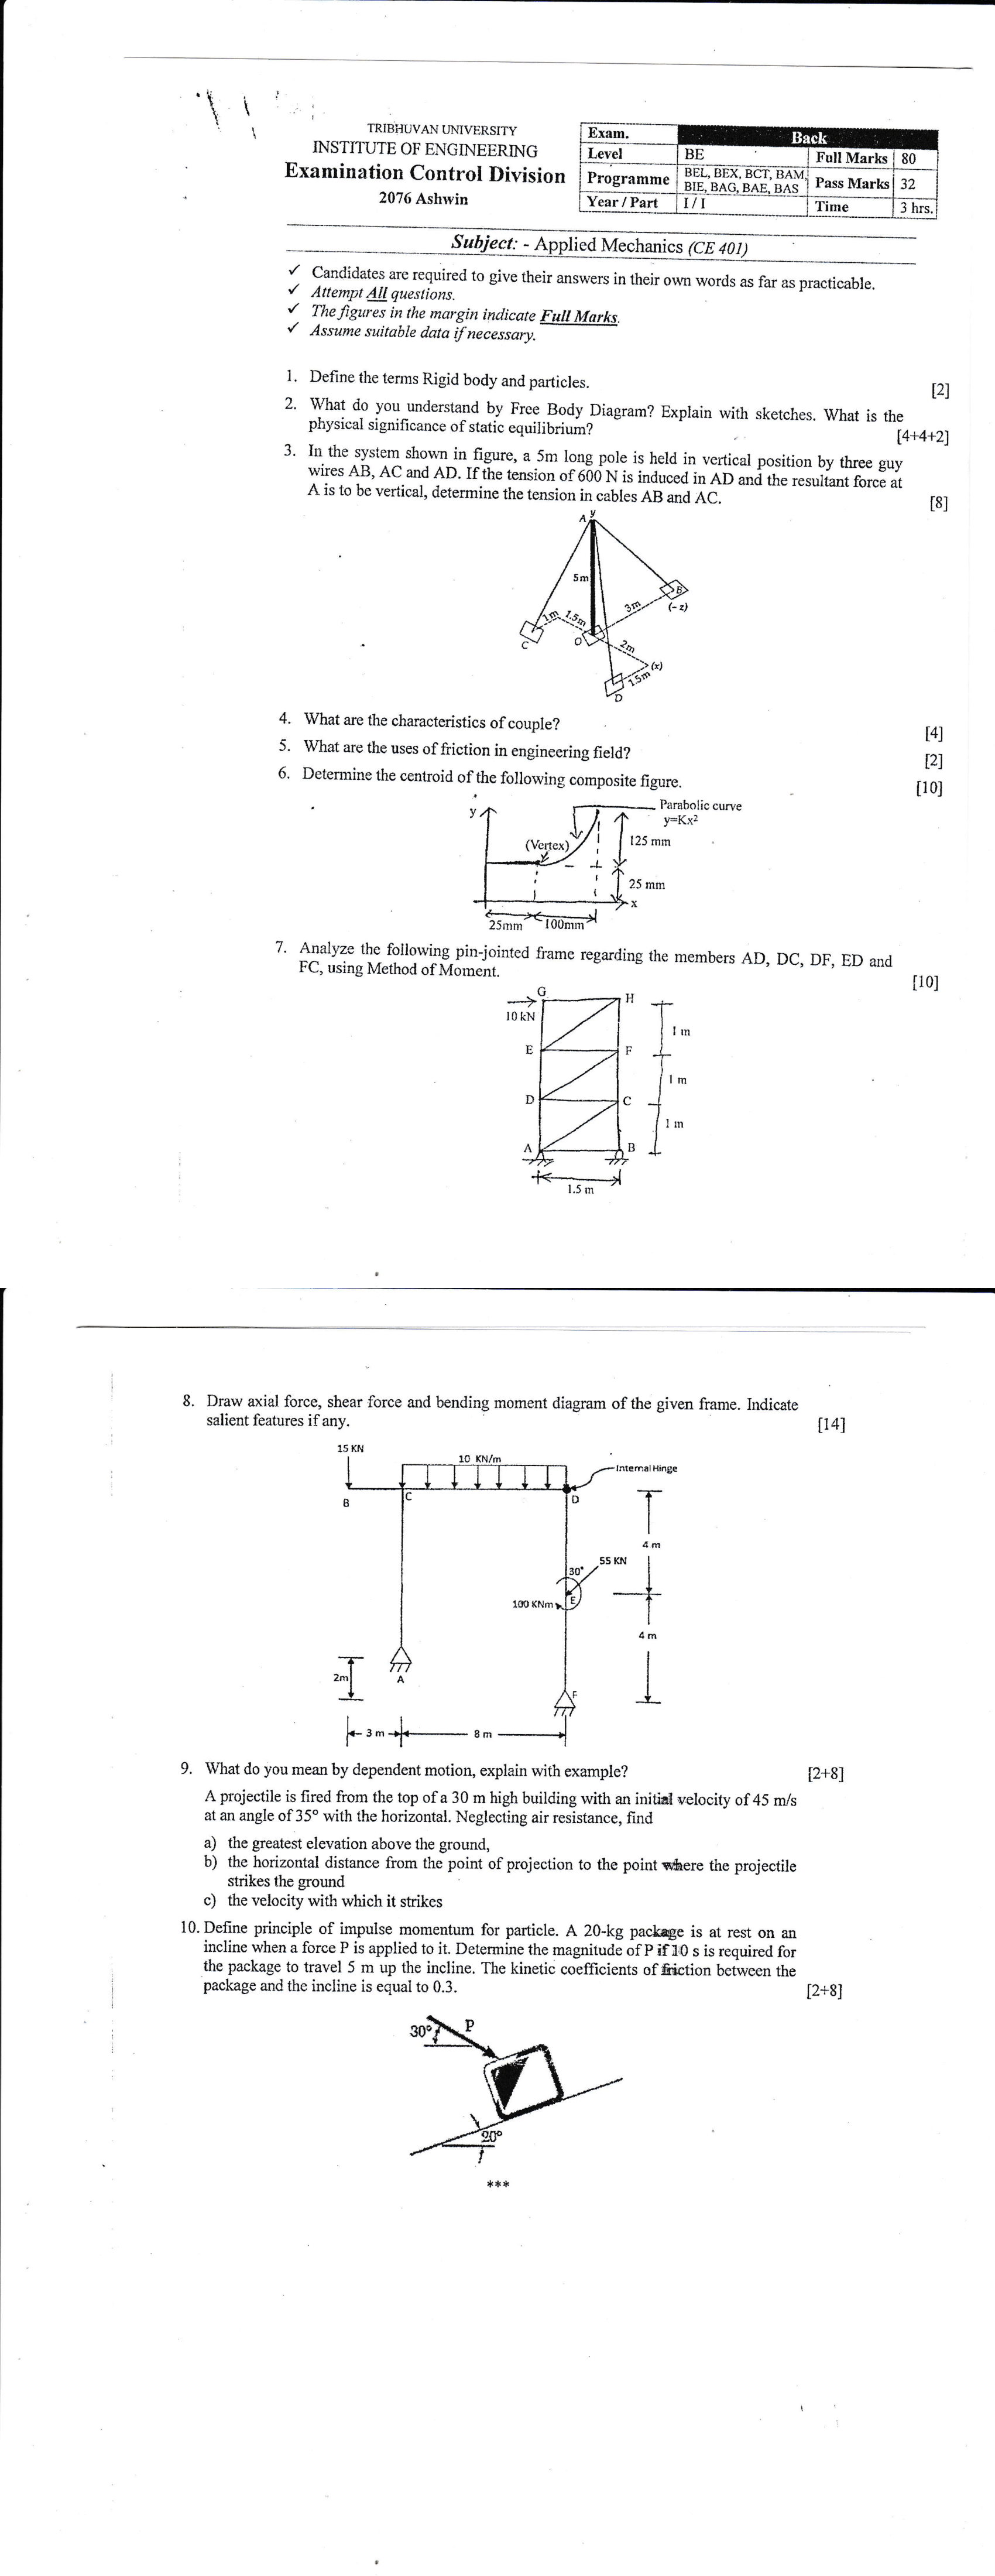 TRIBHUVAN UNIVERSITY
INSTITUTE OF ENGINEERING
Examination Control Division
2076 Ashwin
Exam. Back
Level BE Full Marks 80
Programme BEL, BEX, BCT, BAM, BIE, BAG, BAE, BAS Pass Marks 32
Year / Part I / I Time 3 hrs.
Subject: - Applied Mechanics (CE 401)
✓ Candidates are required to give their answers in their own words as far as practicable.
✓ Attempt All questions.
✓ The figures in the margin indicate Full Marks.
✓ Assume suitable data if necessary.
1. Define the terms Rigid body and particles. [2]
2. What do you understand by Free Body Diagram? Explain with sketches. What is the
physical significance of static equilibrium? [4+4+2]
3. In the system shown in figure, a 5m long pole is held in vertical position by three guy
wires AB, AC and AD. If the tension of 600 N is induced in AD and the resultant force at
A is to be vertical, determine the tension in cables AB and AC. [8]
A y
5m
B
3m
(-z)
1m 1.5m
C
O
2m
(x)
1.5m
D
4. What are the characteristics of couple? [4]
5. What are the uses of friction in engineering field? [2]
6. Determine the centroid of the following composite figure. [10]
y
Parabolic curve
y=Kx²
(Vertex)
125 mm
25 mm
x
25mm 100mm
7. Analyze the following pin-jointed frame regarding the members AD, DC, DF, ED and
FC, using Method of Moment. [10]
G H
10 kN
1 m
E F
1 m
D C
1 m
A B
1.5 m
8. Draw axial force, shear force and bending moment diagram of the given frame. Indicate
salient features if any. [14]
15 KN
10 KN/m
Internal Hinge
B C D
4 m
30° 55 KN
100 KNm E
4 m
2m
A
F
3 m 8 m
9. What do you mean by dependent motion, explain with example? [2+8]
A projectile is fired from the top of a 30 m high building with an initial velocity of 45 m/s
at an angle of 35° with the horizontal. Neglecting air resistance, find
a) the greatest elevation above the ground,
b) the horizontal distance from the point of projection to the point where the projectile
strikes the ground
c) the velocity with which it strikes
10. Define principle of impulse momentum for particle. A 20-kg package is at rest on an
incline when a force P is applied to it. Determine the magnitude of P if 10 s is required for
the package to travel 5 m up the incline. The kinetic coefficients of friction between the
package and the incline is equal to 0.3. [2+8]
30° P
20°
***